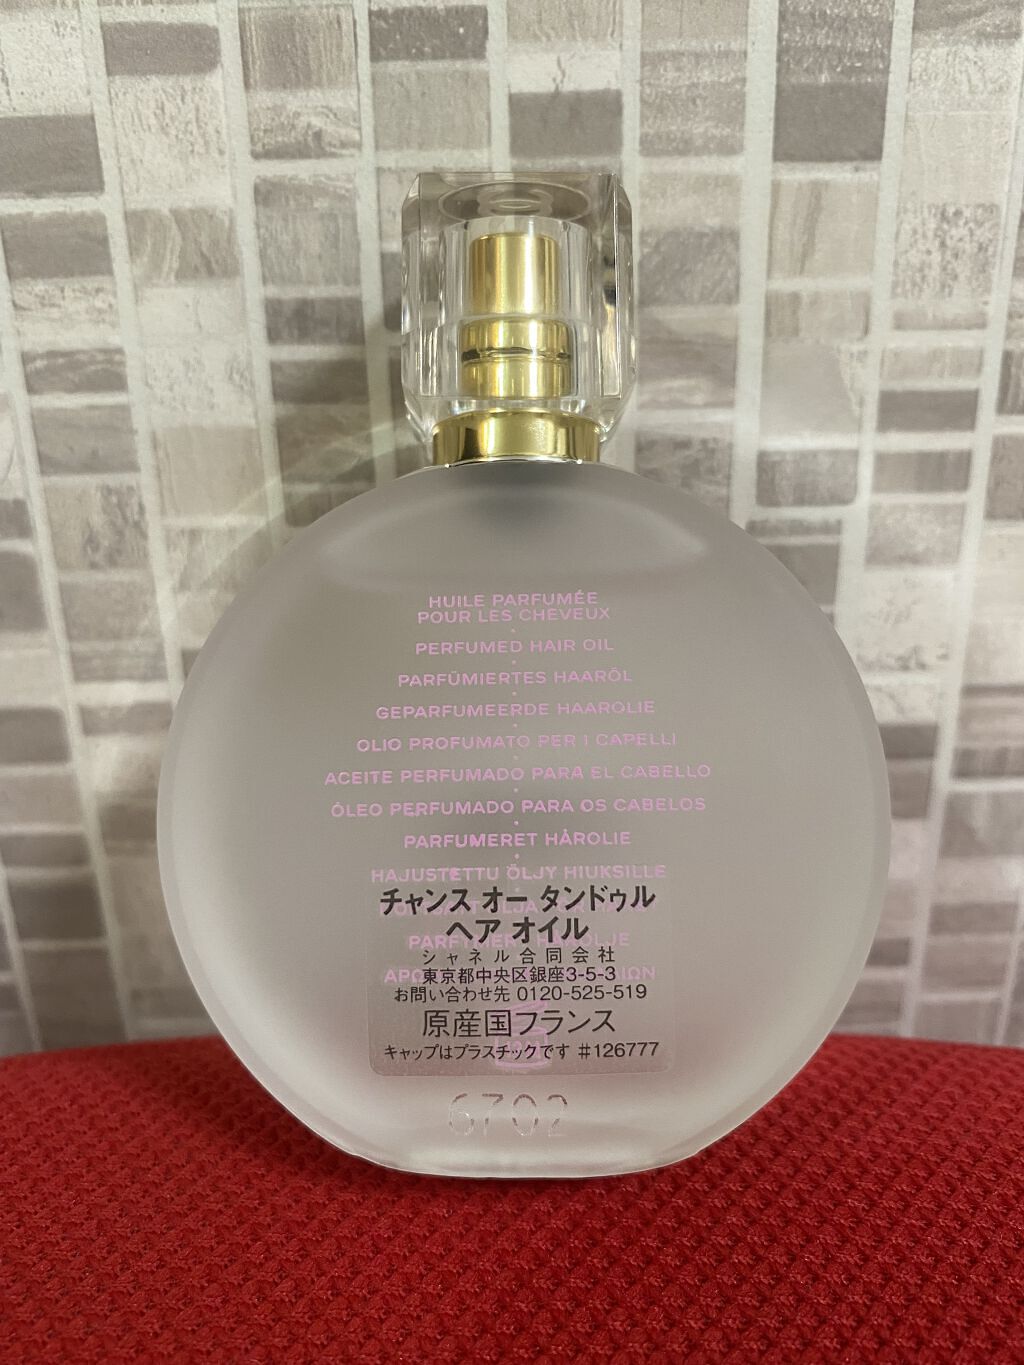 HUILE PARFUMÉE
POUR LES CHEVEUX
PERFUMED HAIR OIL
PARFÜMIERTES HAARÖL
GEPARFUMEERDE HAAROLIE
OLIO PROFUMATO PER I CAPELLI
ACEITE PERFUMADO PARA EL CABELLO
ÓLEO PERFUMADO PARA OS CABELOS
PARFUMERET HÅROLIE
HAJUSTETTU ÖLJY HIUKSILLE
チャンス オー タンドゥル
ヘア オイル
シャネル合同会社
東京都中央区銀座3-5-3
お問い合わせ先 0120-525-519
原産国フランス
キャップはプラスチックです #126777
6702